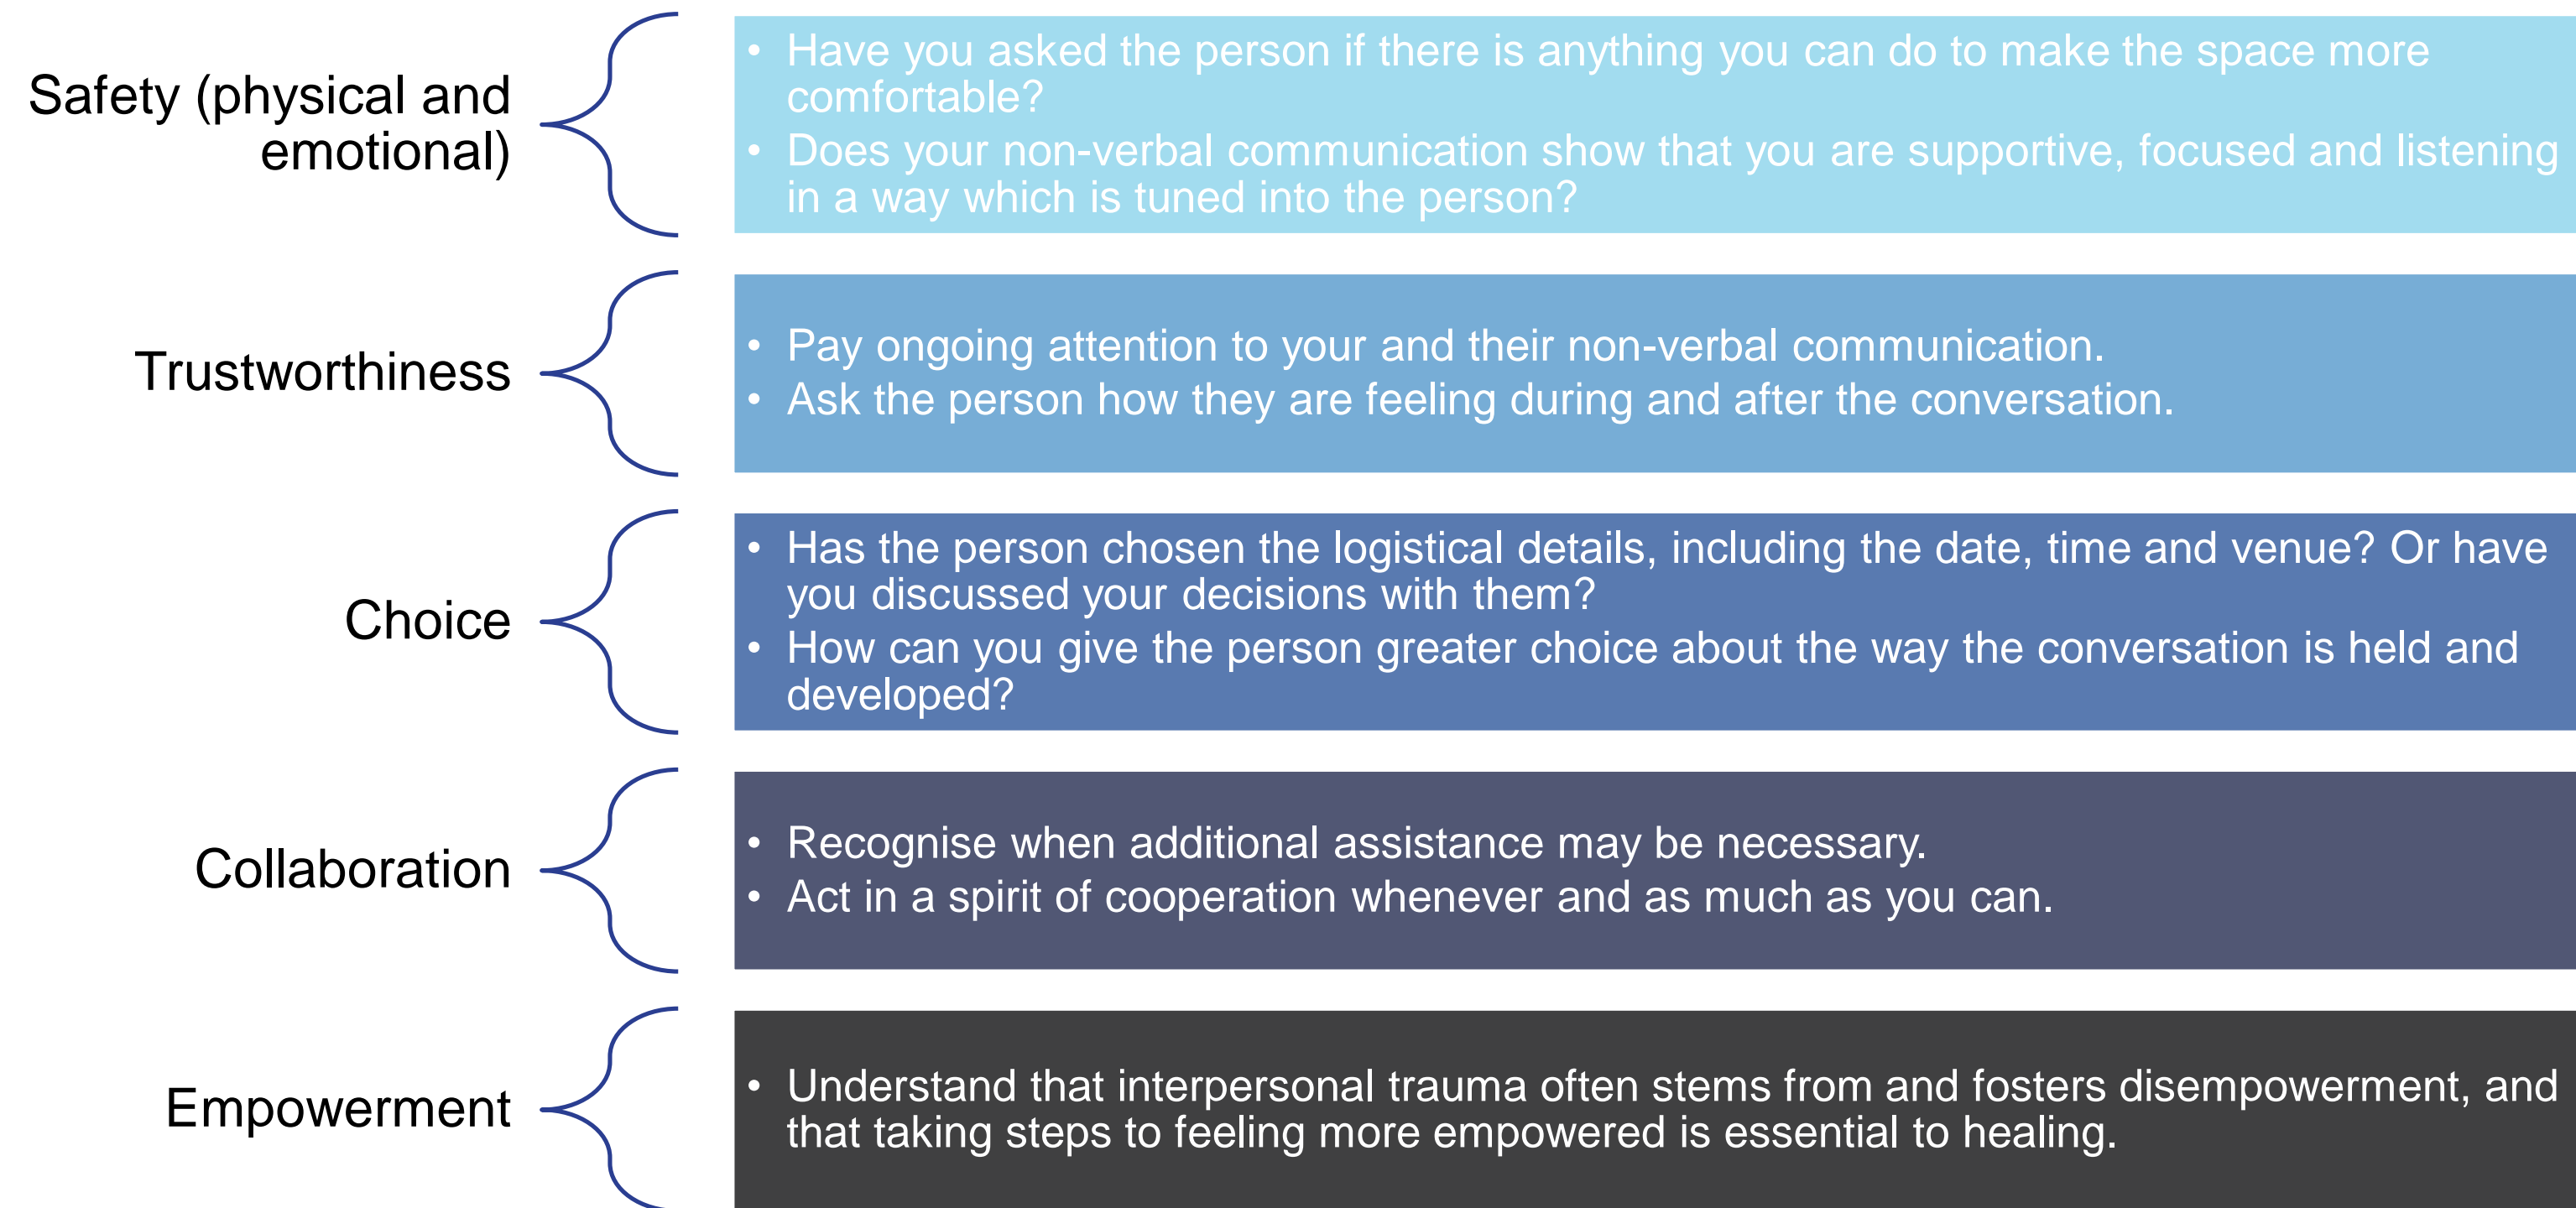 Safety (physical and
emotional)
• Have you asked the person if there is anything you can do to make the space more
comfortable?
• Does your non-verbal communication show that you are supportive, focused and listening
in a way which is tuned into the person?
Trustworthiness
• Pay ongoing attention to your and their non-verbal communication.
• Ask the person how they are feeling during and after the conversation.
Choice
• Has the person chosen the logistical details, including the date, time and venue? Or have
you discussed your decisions with them?
• How can you give the person greater choice about the way the conversation is held and
developed?
Collaboration
• Recognise when additional assistance may be necessary.
• Act in a spirit of cooperation whenever and as much as you can.
Empowerment
• Understand that interpersonal trauma often stems from and fosters disempowerment, and
that taking steps to feeling more empowered is essential to healing.